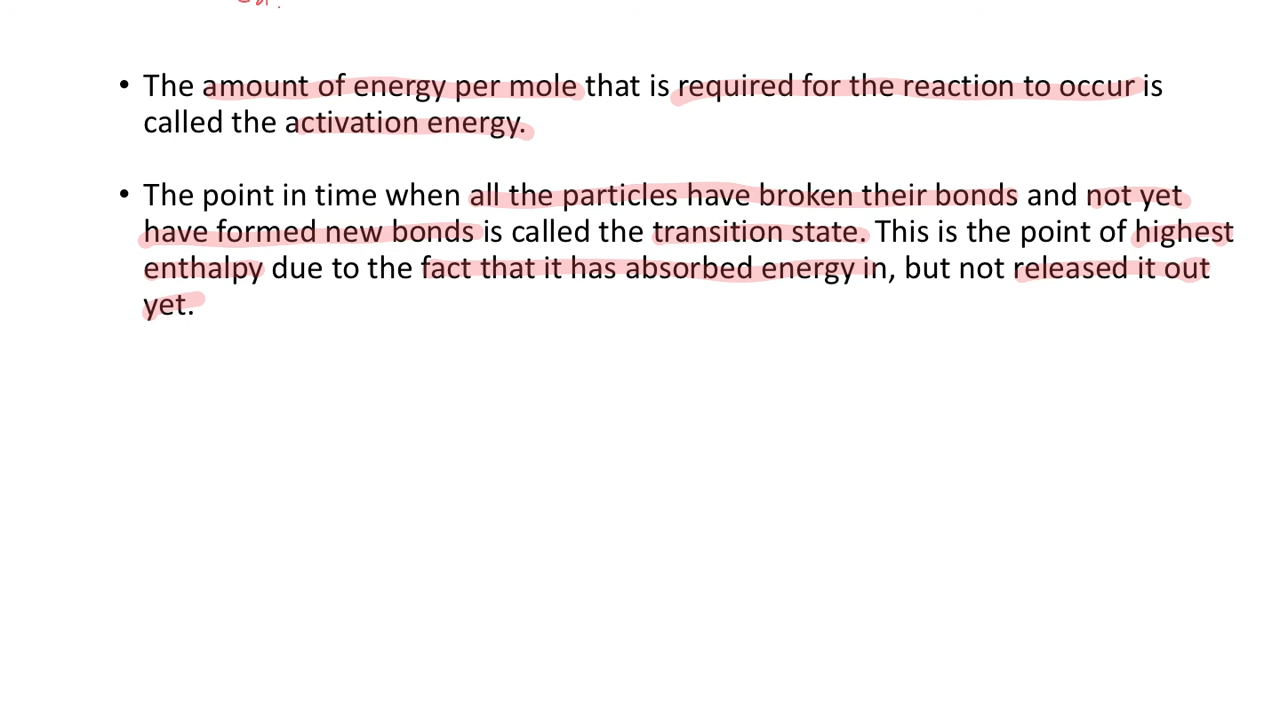 • The amount of energy per mole that is required for the reaction to occur is
called the activation energy.
• The point in time when all the particles have broken their bonds and not yet
have formed new bonds is called the transition state. This is the point of highest
enthalpy due to the fact that it has absorbed energy in, but not released it out
yet.